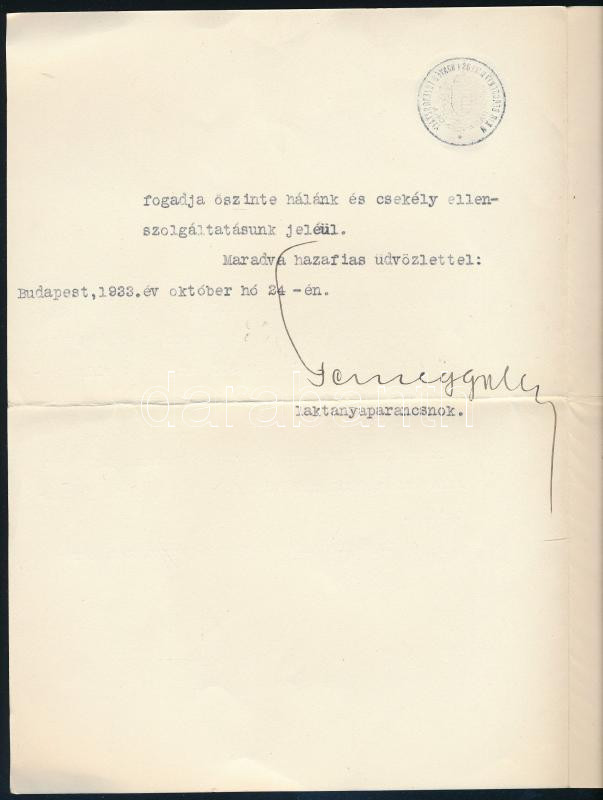 fogadja őszinte hálánk és csekély ellen-
szolgáltatásunk jeléül.
Maradva hazafias üdvözlettel:
Budapest,1933.év október hó 24 -én.
laktanyaparancsnok.
darabanth